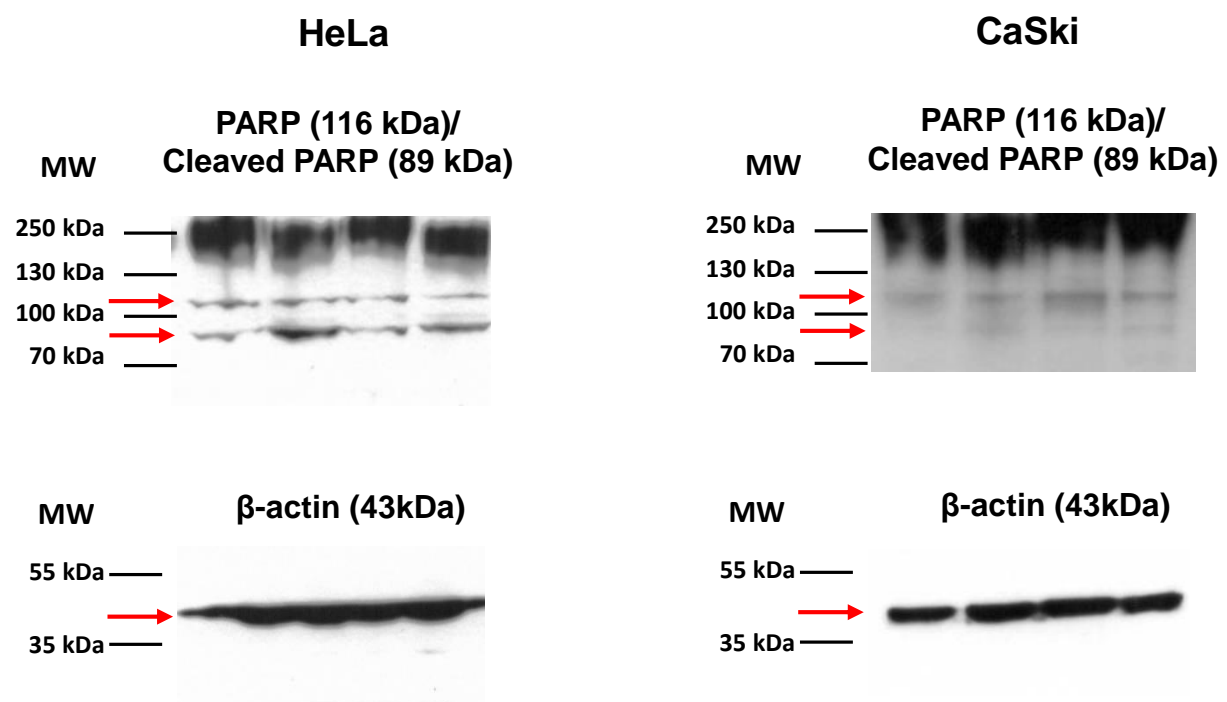 HeLa
PARP (116 kDa)/
Cleaved PARP (89 kDa)
MW
250 kDa
130 kDa
100 kDa
70 kDa
MW
β-actin (43kDa)
55 kDa
35 kDa
CaSki
PARP (116 kDa)/
Cleaved PARP (89 kDa)
MW
250 kDa
130 kDa
100 kDa
70 kDa
MW
β-actin (43kDa)
55 kDa
35 kDa